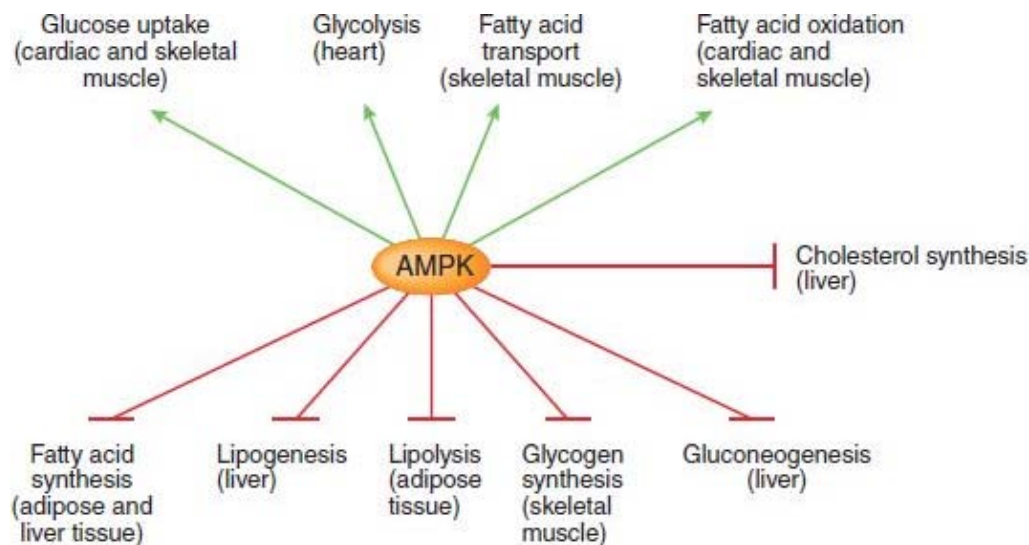 Glucose uptake
(cardiac and skeletal
muscle)
Glycolysis
(heart)
Fatty acid
transport
(skeletal muscle)
Fatty acid oxidation
(cardiac and
skeletal muscle)
AMPK
Cholesterol synthesis
(liver)
Fatty acid
synthesis
(adipose and
liver tissue)
Lipogenesis
(liver)
Lipolysis
(adipose
tissue)
Glycogen
synthesis
(skeletal
muscle)
Gluconeogenesis
(liver)